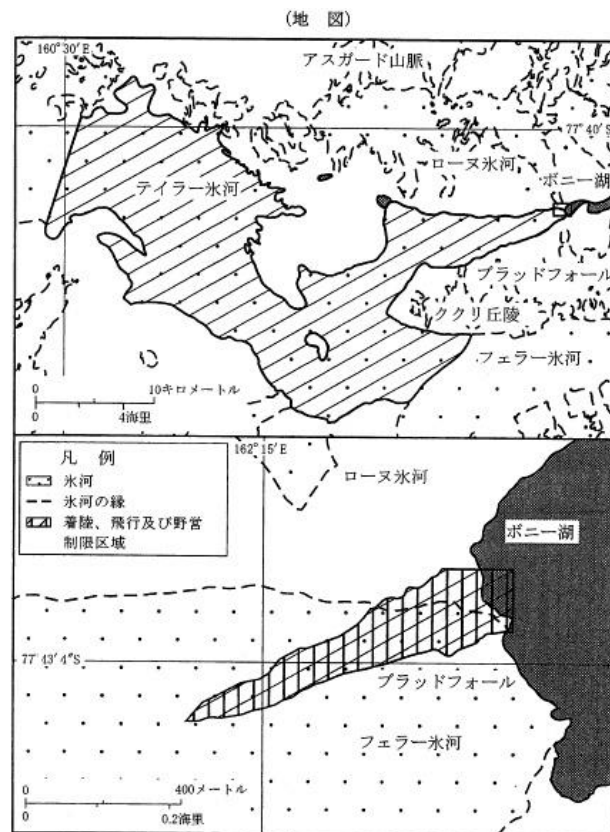 (地 図)
160°30′E
アスガード山脈
77°40′S
ローヌ氷河
テイラー氷河
ボニー湖
ブラッドフォール
ククリ丘陵
フェラー氷河
0 10キロメートル
0 4海里
162°15′E
凡 例
氷河
氷河の縁
着陸、飛行及び野営
制限区域
ローヌ氷河
ボニー湖
77°43′4″S
ブラッドフォール
フェラー氷河
0 400メートル
0 0.2海里